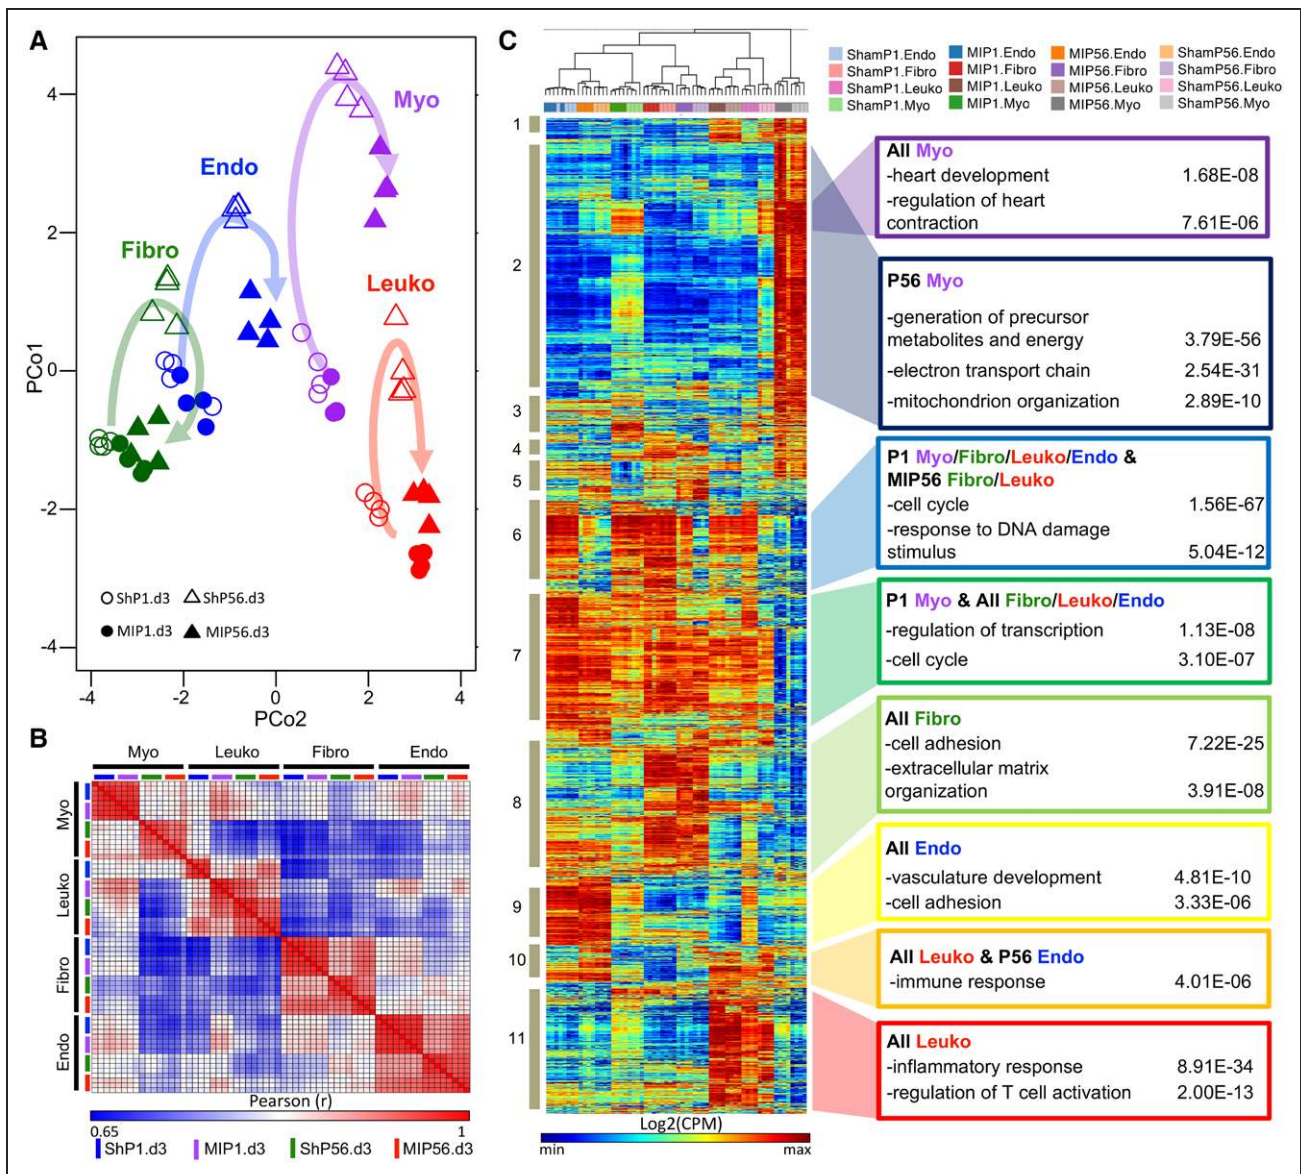 A
4
2
0
-2
-4
PCo1
-4
-2
0
2
4
PCo2
Myo
Endo
Fibro
Leuko
ShP1.d3
ShP56.d3
MIP1.d3
MIP56.d3
B
Myo
Leuko
Fibro
Endo
Myo
Leuko
Fibro
Endo
Pearson (r)
0.65
1
ShP1.d3
MIP1.d3
ShP56.d3
MIP56.d3
C
ShamP1.Endo
MIP1.Endo
MIP56.Endo
ShamP56.Endo
ShamP1.Fibro
MIP1.Fibro
MIP56.Fibro
ShamP56.Fibro
ShamP1.Leuko
MIP1.Leuko
MIP56.Leuko
ShamP56.Leuko
ShamP1.Myo
MIP1.Myo
MIP56.Myo
ShamP56.Myo
1
2
3
4
5
6
7
8
9
10
11
Log2(CPM)
min
max
All Myo
-heart development 1.68E-08
-regulation of heart
contraction 7.61E-06
P56 Myo
-generation of precursor
metabolites and energy 3.79E-56
-electron transport chain 2.54E-31
-mitochondrion organization 2.89E-10
P1 Myo/Fibro/Leuko/Endo &
MIP56 Fibro/Leuko
-cell cycle 1.56E-67
-response to DNA damage
stimulus 5.04E-12
P1 Myo & All Fibro/Leuko/Endo
-regulation of transcription 1.13E-08
-cell cycle 3.10E-07
All Fibro
-cell adhesion 7.22E-25
-extracellular matrix
organization 3.91E-08
All Endo
-vasculature development 4.81E-10
-cell adhesion 3.33E-06
All Leuko & P56 Endo
-immune response 4.01E-06
All Leuko
-inflammatory response 8.91E-34
-regulation of T cell activation 2.00E-13